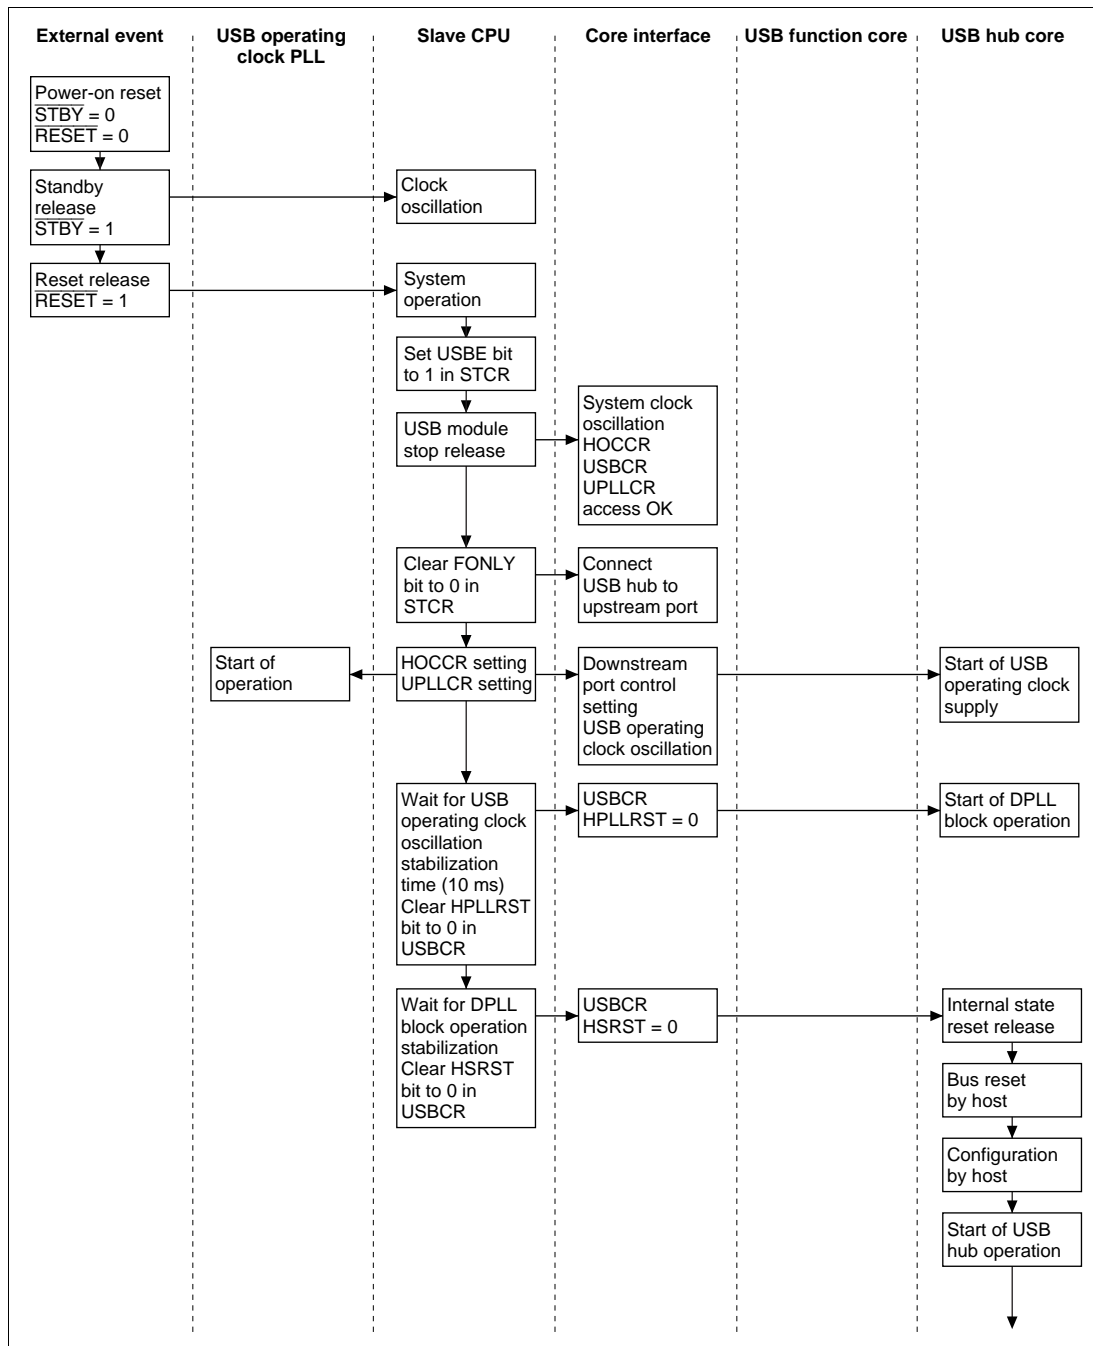 External event
USB operating
clock PLL
Slave CPU
Core interface
USB function core
USB hub core
Power-on reset
STBY = 0
RESET = 0
Standby
release
STBY = 1
Clock
oscillation
Reset release
RESET = 1
System
operation
Set USBE bit
to 1 in STCR
USB module
stop release
System clock
oscillation
HOCCR
USBCR
UPLLCR
access OK
Clear FONLY
bit to 0 in
STCR
Connect
USB hub to
upstream port
Start of
operation
HOCCR setting
UPLLCR setting
Downstream
port control
setting
USB operating
clock oscillation
Start of USB
operating clock
supply
Wait for USB
operating clock
oscillation
stabilization
time (10 ms)
Clear HPLLRST
bit to 0 in
USBCR
USBCR
HPLLRST = 0
Start of DPLL
block operation
Wait for DPLL
block operation
stabilization
Clear HSRST
bit to 0 in
USBCR
USBCR
HSRST = 0
Internal state
reset release
Bus reset
by host
Configuration
by host
Start of USB
hub operation